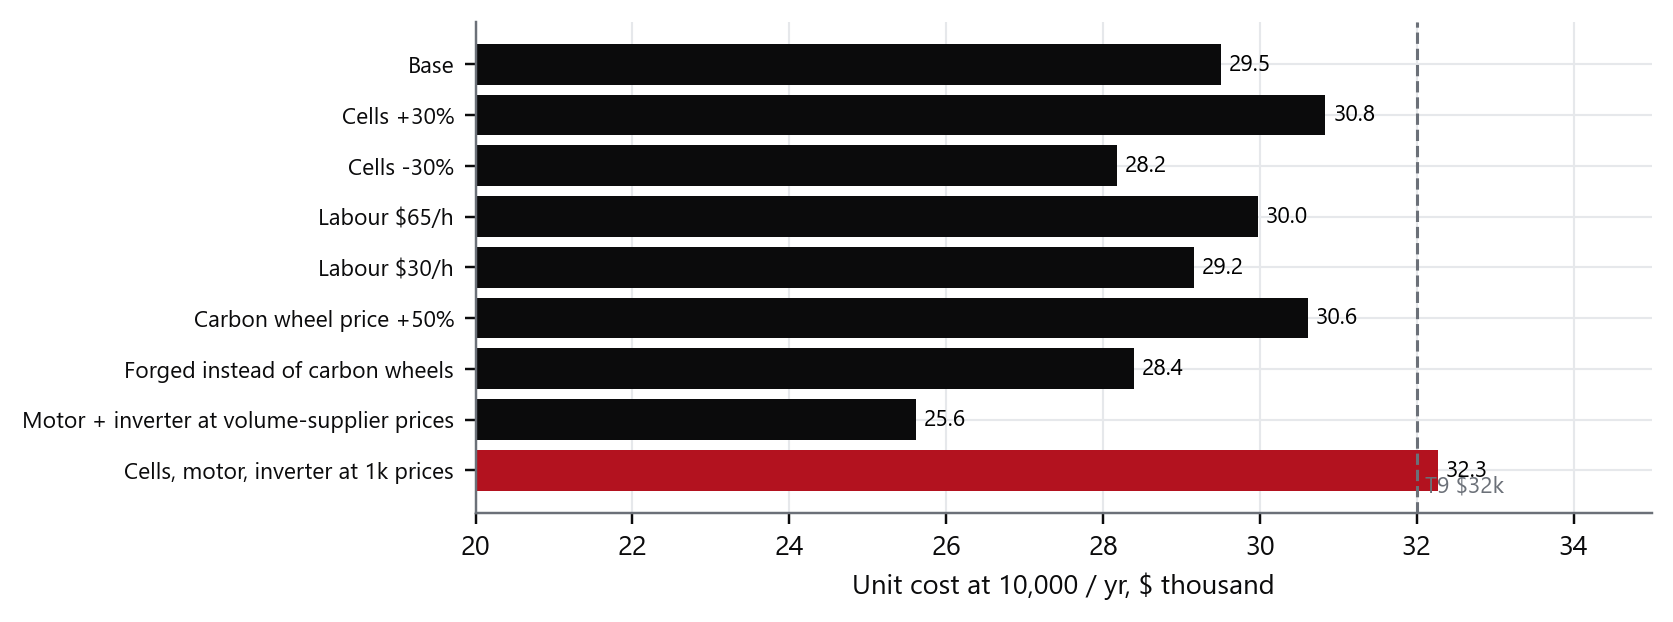 Base
29.5
Cells +30%
30.8
Cells -30%
28.2
Labour $65/h
30.0
Labour $30/h
29.2
Carbon wheel price +50%
30.6
Forged instead of carbon wheels
28.4
Motor + inverter at volume-supplier prices
25.6
Cells, motor, inverter at 1k prices
32.3
T9 $32k
20 22 24 26 28 30 32 34
Unit cost at 10,000 / yr, $ thousand